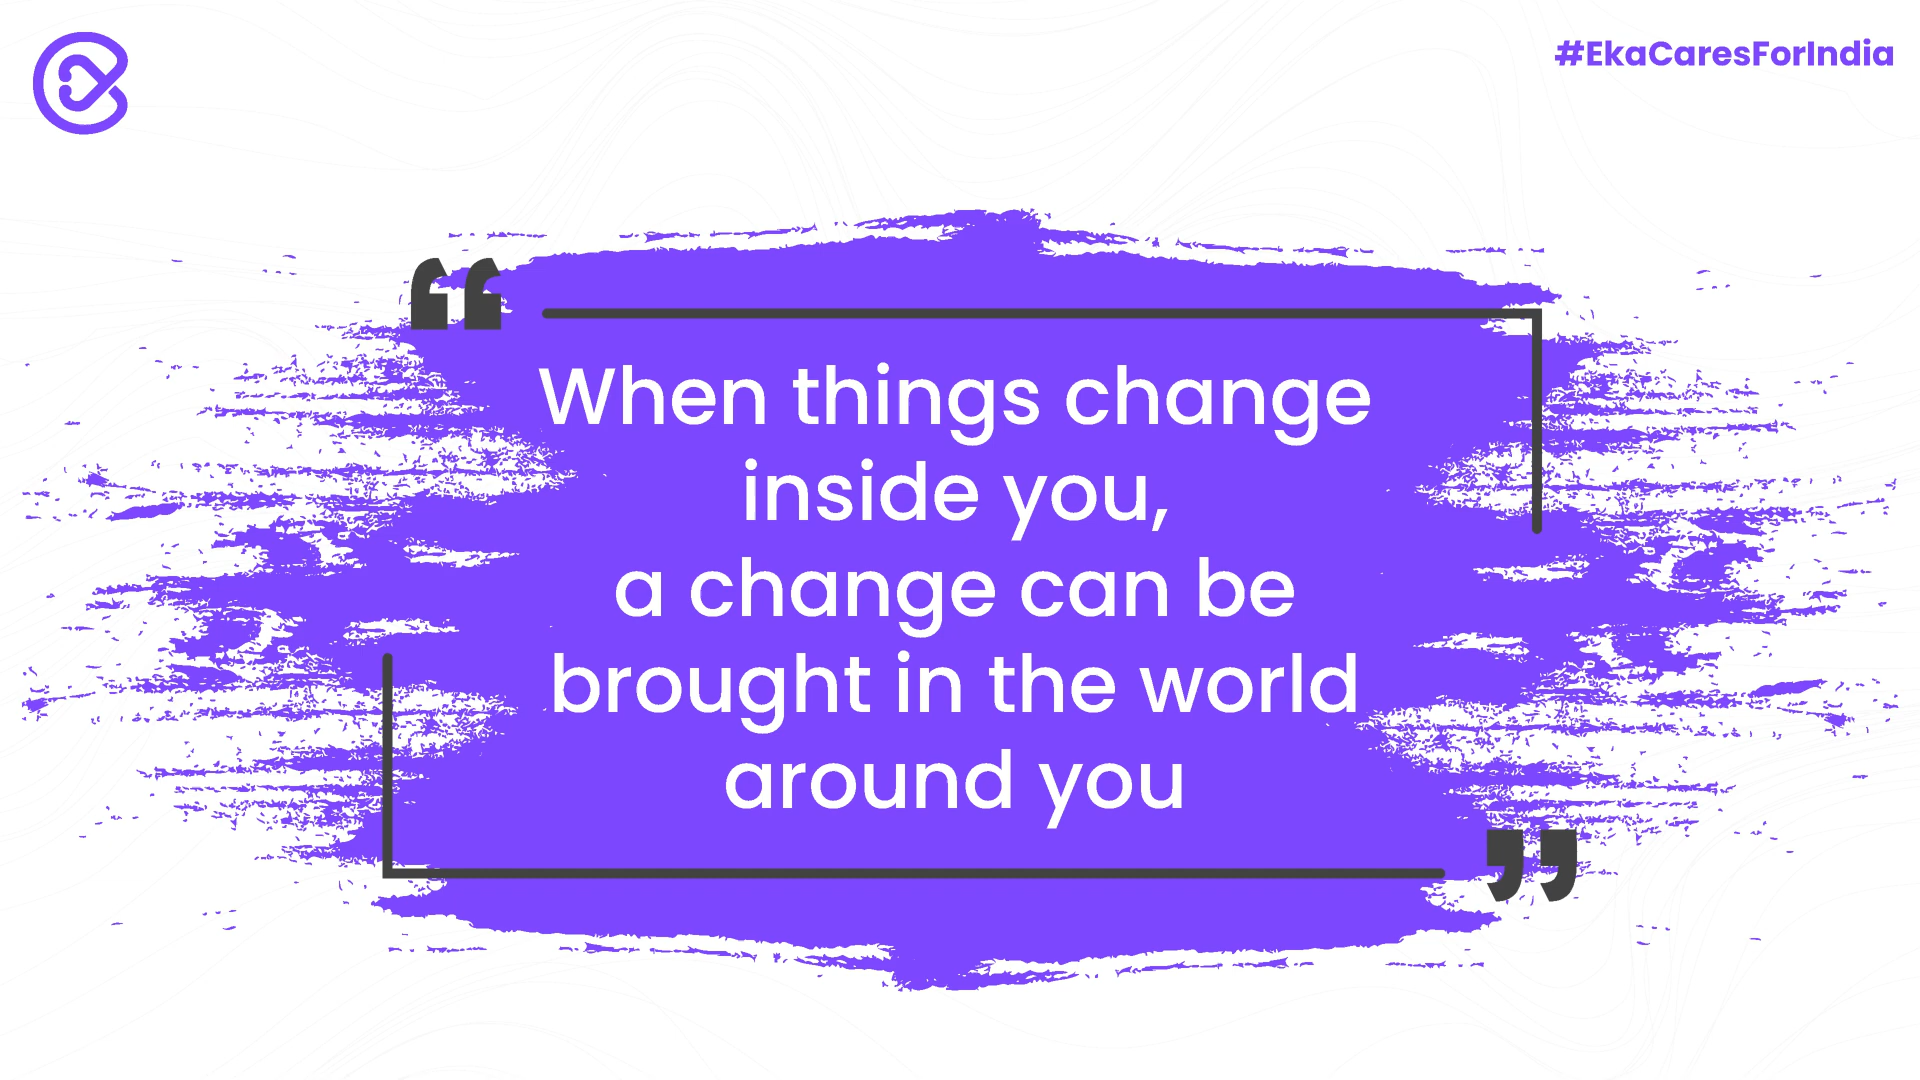 #EkaCaresForIndia
“
When things change
inside you,
a change can be
brought in the world
around you
”